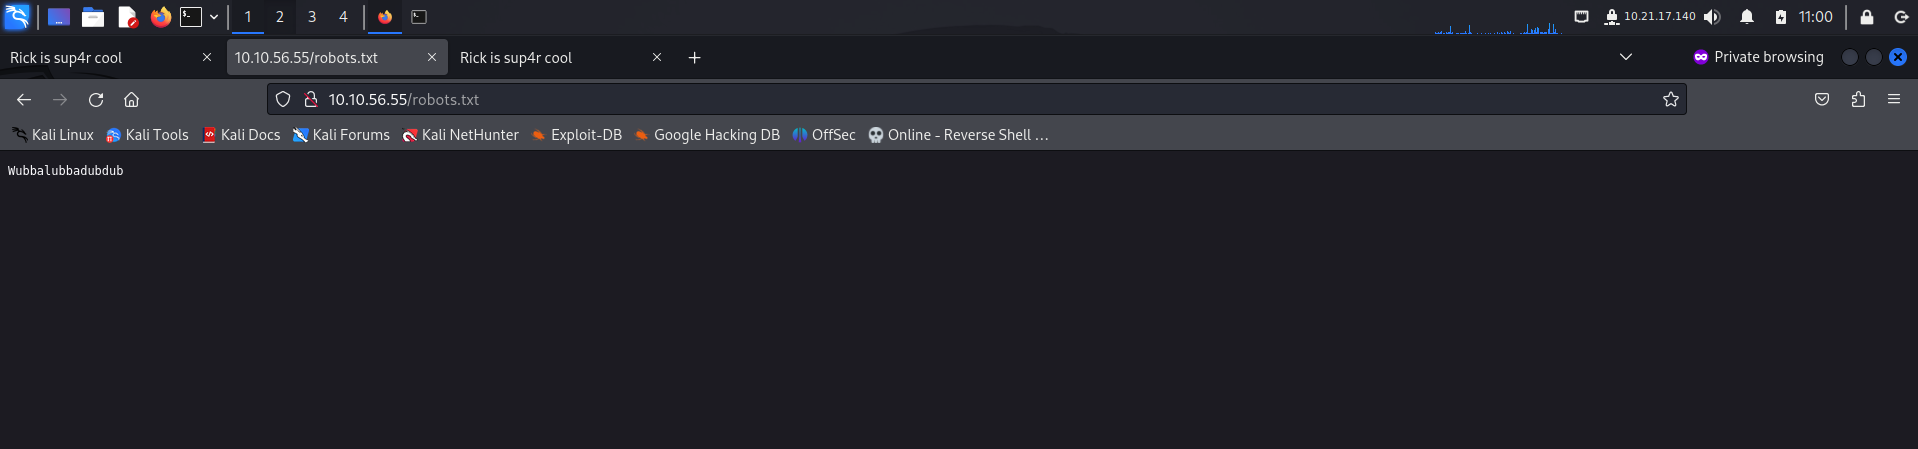 1 2 3 4 10.21.17.140 11:00
Rick is sup4r cool 10.10.56.55/robots.txt Rick is sup4r cool Private browsing
10.10.56.55/robots.txt
Kali Linux Kali Tools Kali Docs Kali Forums Kali NetHunter Exploit-DB Google Hacking DB OffSec Online - Reverse Shell …
Wubbalubbadubdub